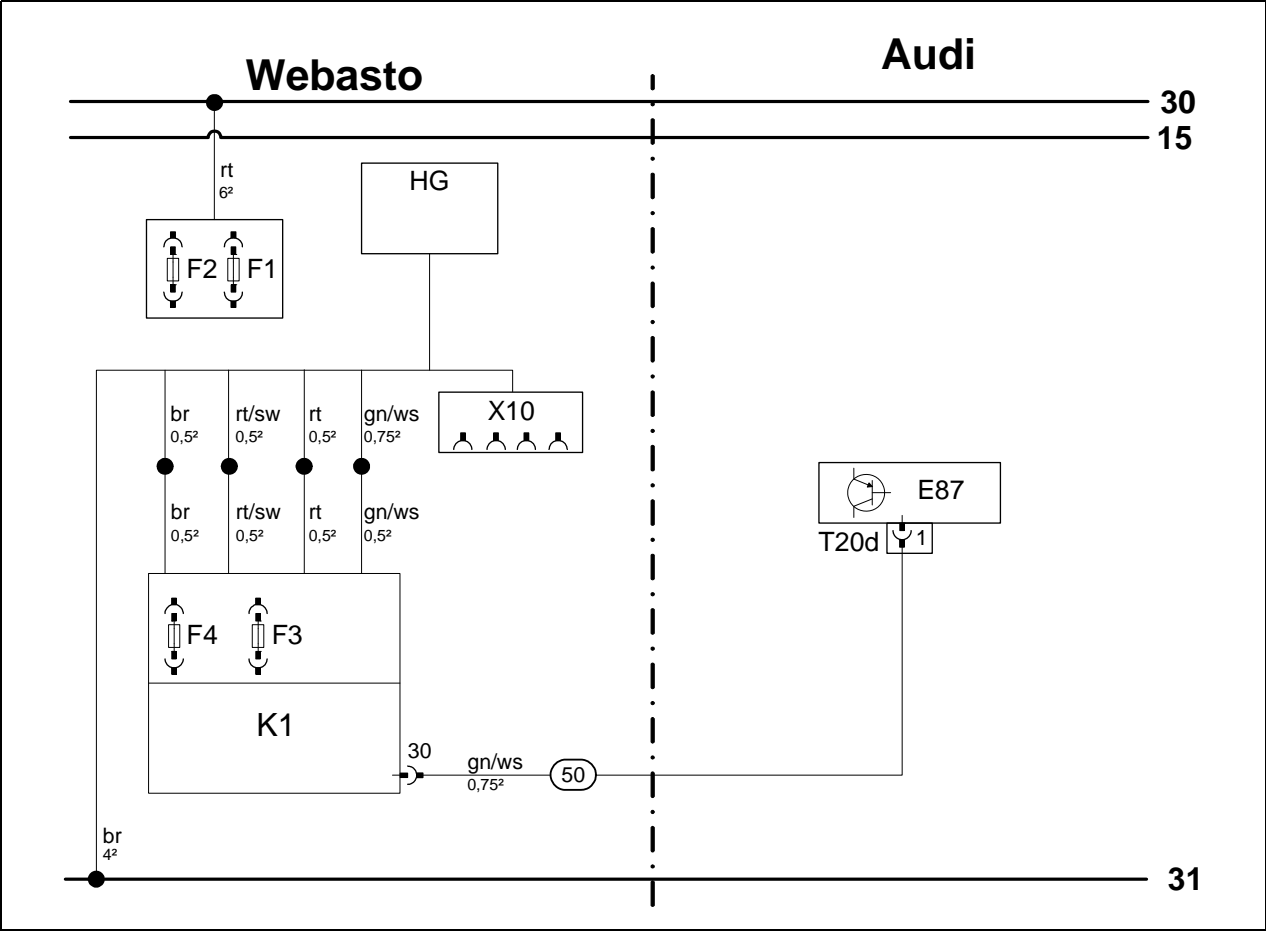 Webasto
Audi
30
15
rt
6²
HG
F2
F1
br
0,5²
rt/sw
0,5²
rt
0,5²
gn/ws
0,75²
X10
br
0,5²
rt/sw
0,5²
rt
0,5²
gn/ws
0,5²
E87
T20d
1
F4
F3
K1
30
gn/ws
0,75²
50
br
4²
31